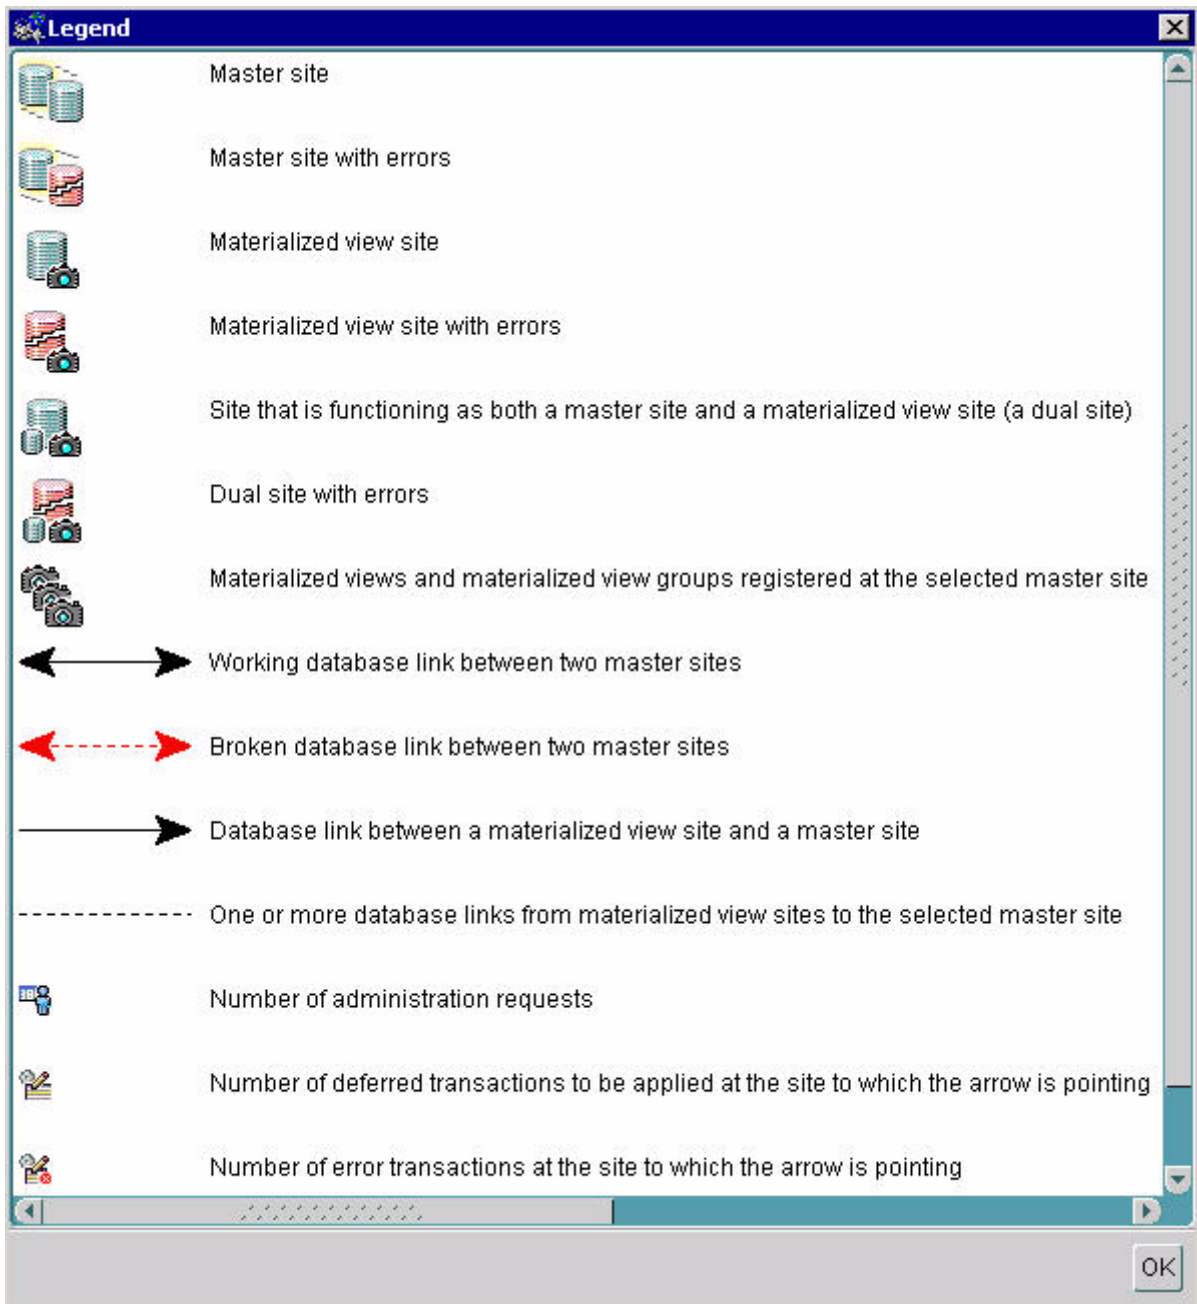 Legend
Master site
Master site with errors
Materialized view site
Materialized view site with errors
Site that is functioning as both a master site and a materialized view site (a dual site)
Dual site with errors
Materialized views and materialized view groups registered at the selected master site
Working database link between two master sites
Broken database link between two master sites
Database link between a materialized view site and a master site
One or more database links from materialized view sites to the selected master site
Number of administration requests
Number of deferred transactions to be applied at the site to which the arrow is pointing
Number of error transactions at the site to which the arrow is pointing
OK